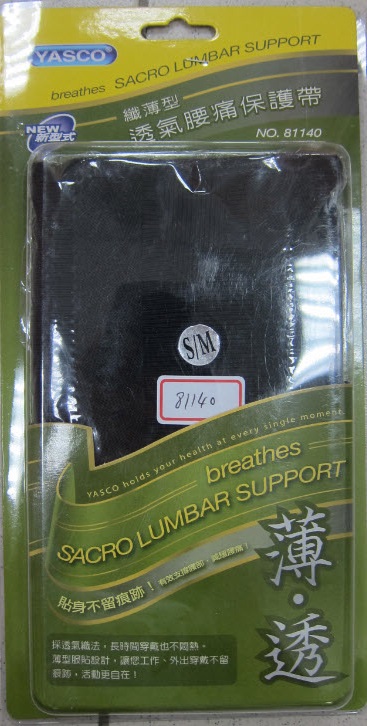 YASCO
breathes SACRO LUMBAR SUPPORT
纖薄型
透氣腰痛保護帶
NEW
新型式
NO. 81140
S/M
81140
YASCO holds your health at every single moment.
breathes
SACRO LUMBAR SUPPORT
貼身不留痕跡！
薄・透
採透氣織法，長時間穿戴也不悶熱。
薄型服貼設計，讓您工作、外出穿戴不留
痕跡，活動更自在！